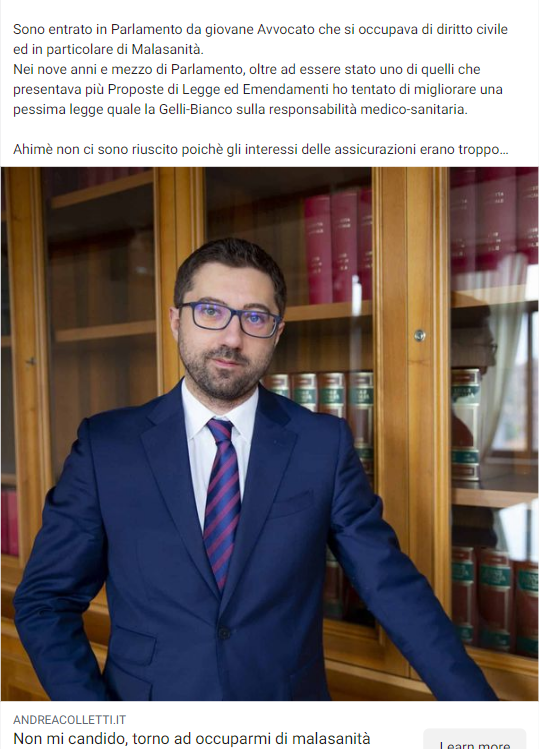 Sono entrato in Parlamento da giovane Avvocato che si occupava di diritto civile
ed in particolare di Malasanità.
Nei nove anni e mezzo di Parlamento, oltre ad essere stato uno di quelli che
presentava più Proposte di Legge ed Emendamenti ho tentato di migliorare una
pessima legge quale la Gelli-Bianco sulla responsabilità medico-sanitaria.
Ahimè non ci sono riuscito poichè gli interessi delle assicurazioni erano troppo...
ANDREACOLLETTI.IT
Non mi candido, torno ad occuparmi di malasanità
Learn more